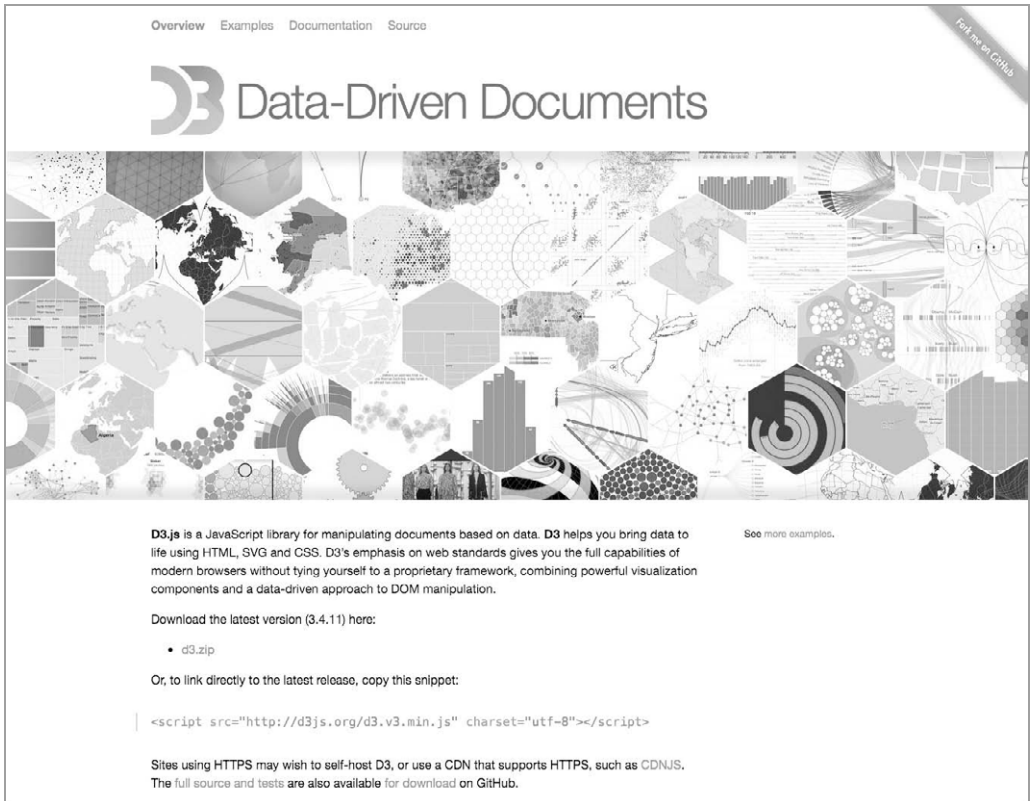 Overview Examples Documentation Source
Fork me on GitHub
D3 Data-Driven Documents
Algeria
D3.js is a JavaScript library for manipulating documents based on data. D3 helps you bring data to
life using HTML, SVG and CSS. D3's emphasis on web standards gives you the full capabilities of
modern browsers without tying yourself to a proprietary framework, combining powerful visualization
components and a data-driven approach to DOM manipulation.
See more examples.
Download the latest version (3.4.11) here:
• d3.zip
Or, to link directly to the latest release, copy this snippet:
<script src="http://d3js.org/d3.v3.min.js" charset="utf-8"></script>
Sites using HTTPS may wish to self-host D3, or use a CDN that supports HTTPS, such as CDNJS.
The full source and tests are also available for download on GitHub.